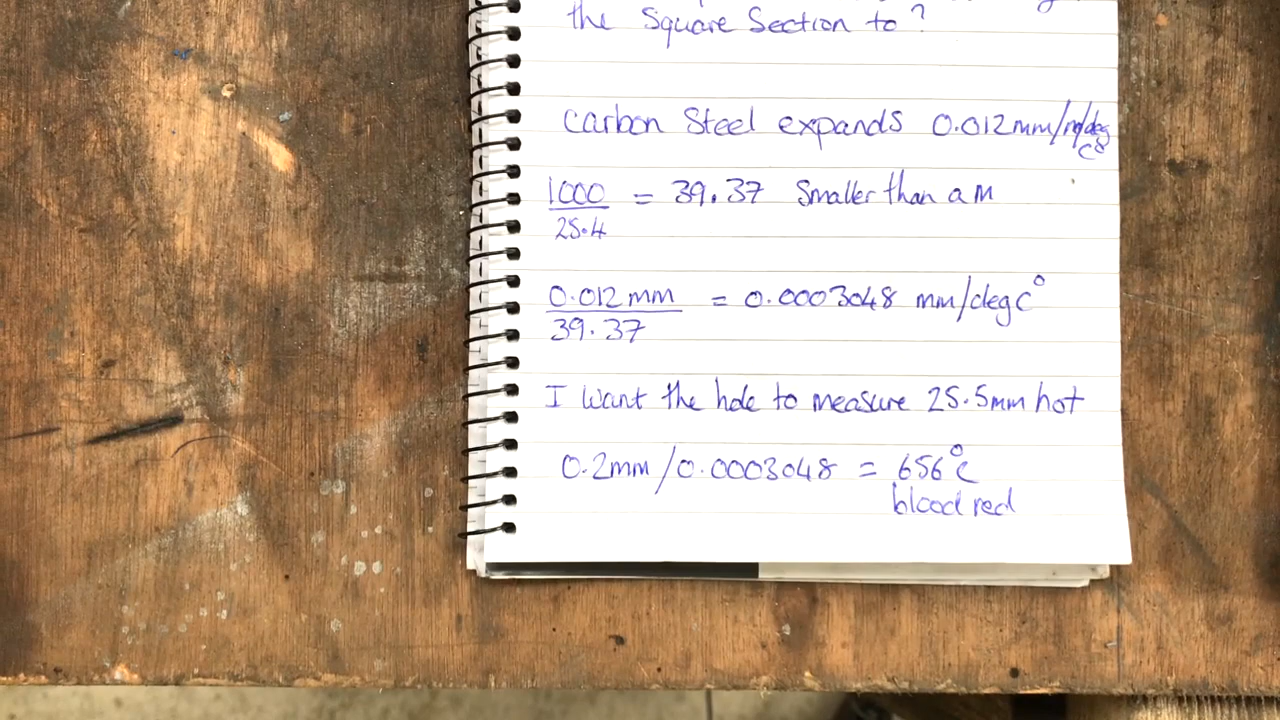 the Square Section to?
Carbon Steel expands 0.012mm/m/deg C°
1000/25.4 = 39.37 Smaller than a M
0.012mm/39.37 = 0.0003048 mm/deg C°
I want the hole to measure 25.5mm hot
0.2mm/0.0003048 = 656°C
blood red